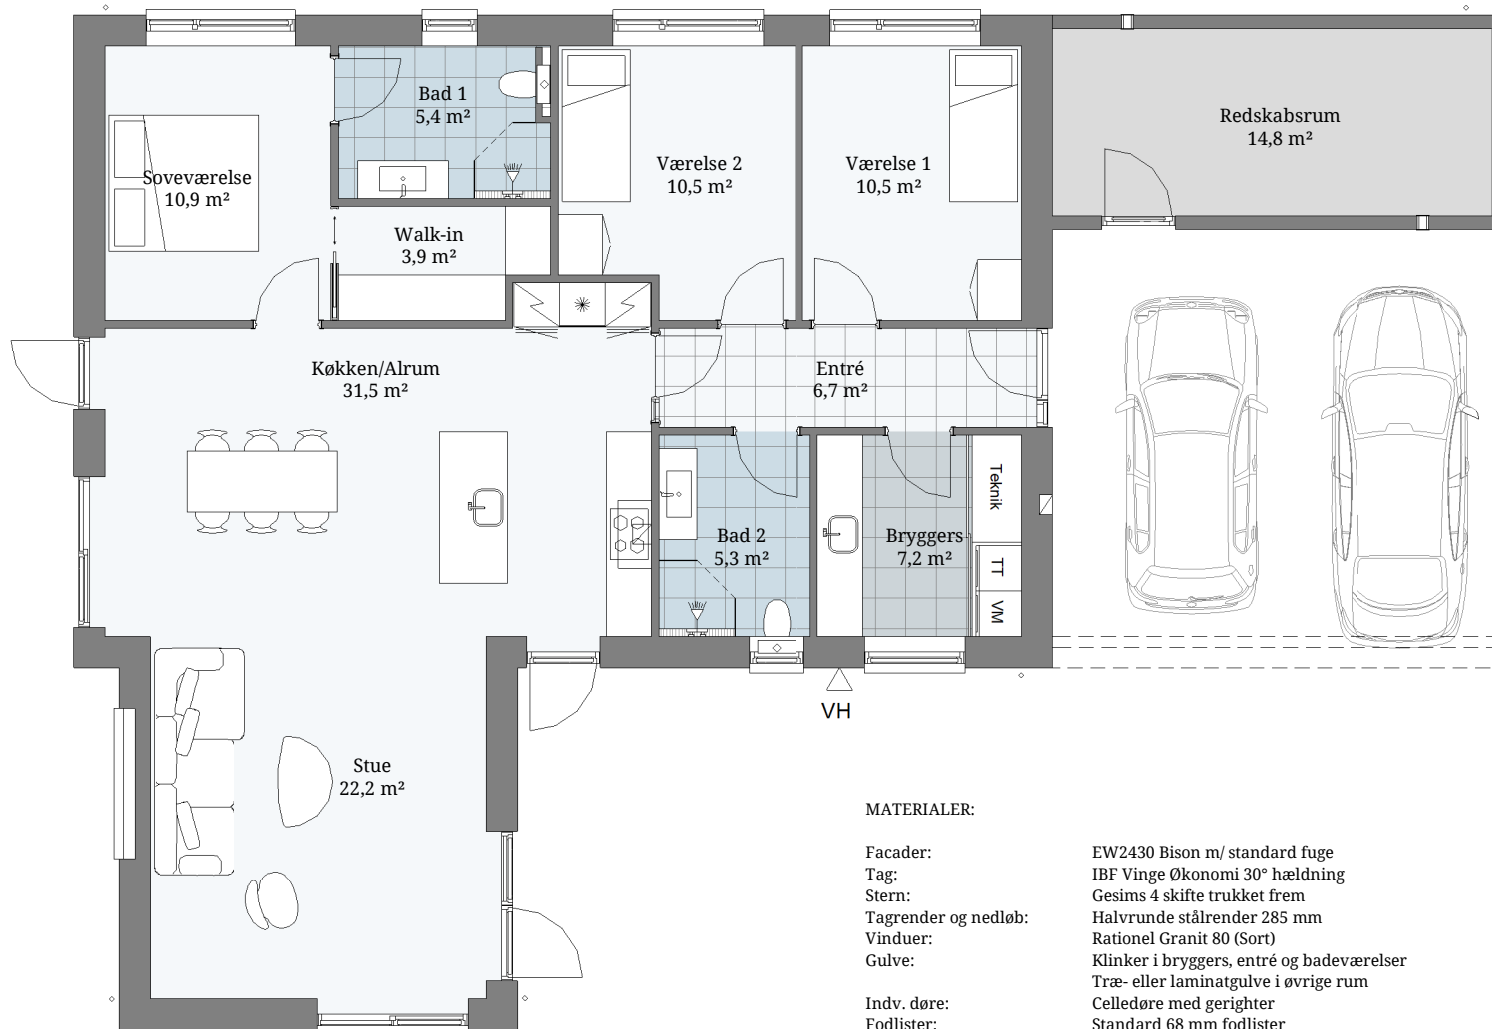 Bad 1
5,4 m²
Redskabsrum
14,8 m²
Soveværelse
10,9 m²
Værelse 2
10,5 m²
Værelse 1
10,5 m²
Walk-in
3,9 m²
Køkken/Alrum
31,5 m²
Entré
6,7 m²
Teknik
Bad 2
5,3 m²
Bryggers
7,2 m²
TT
VM
VH
Stue
22,2 m²
MATERIALER:
Facader: EW2430 Bison m/ standard fuge
Tag: IBF Vinge Økonomi 30° hældning
Stern: Gesims 4 skifte trukket frem
Tagrender og nedløb: Halvrunde stålrender 285 mm
Vinduer: Rationel Granit 80 (Sort)
Gulve: Klinker i bryggers, entré og badeværelser
Træ- eller laminatgulve i øvrige rum
Indv. døre: Celledøre med gerighter
Fodlister: Standard 68 mm fodlister